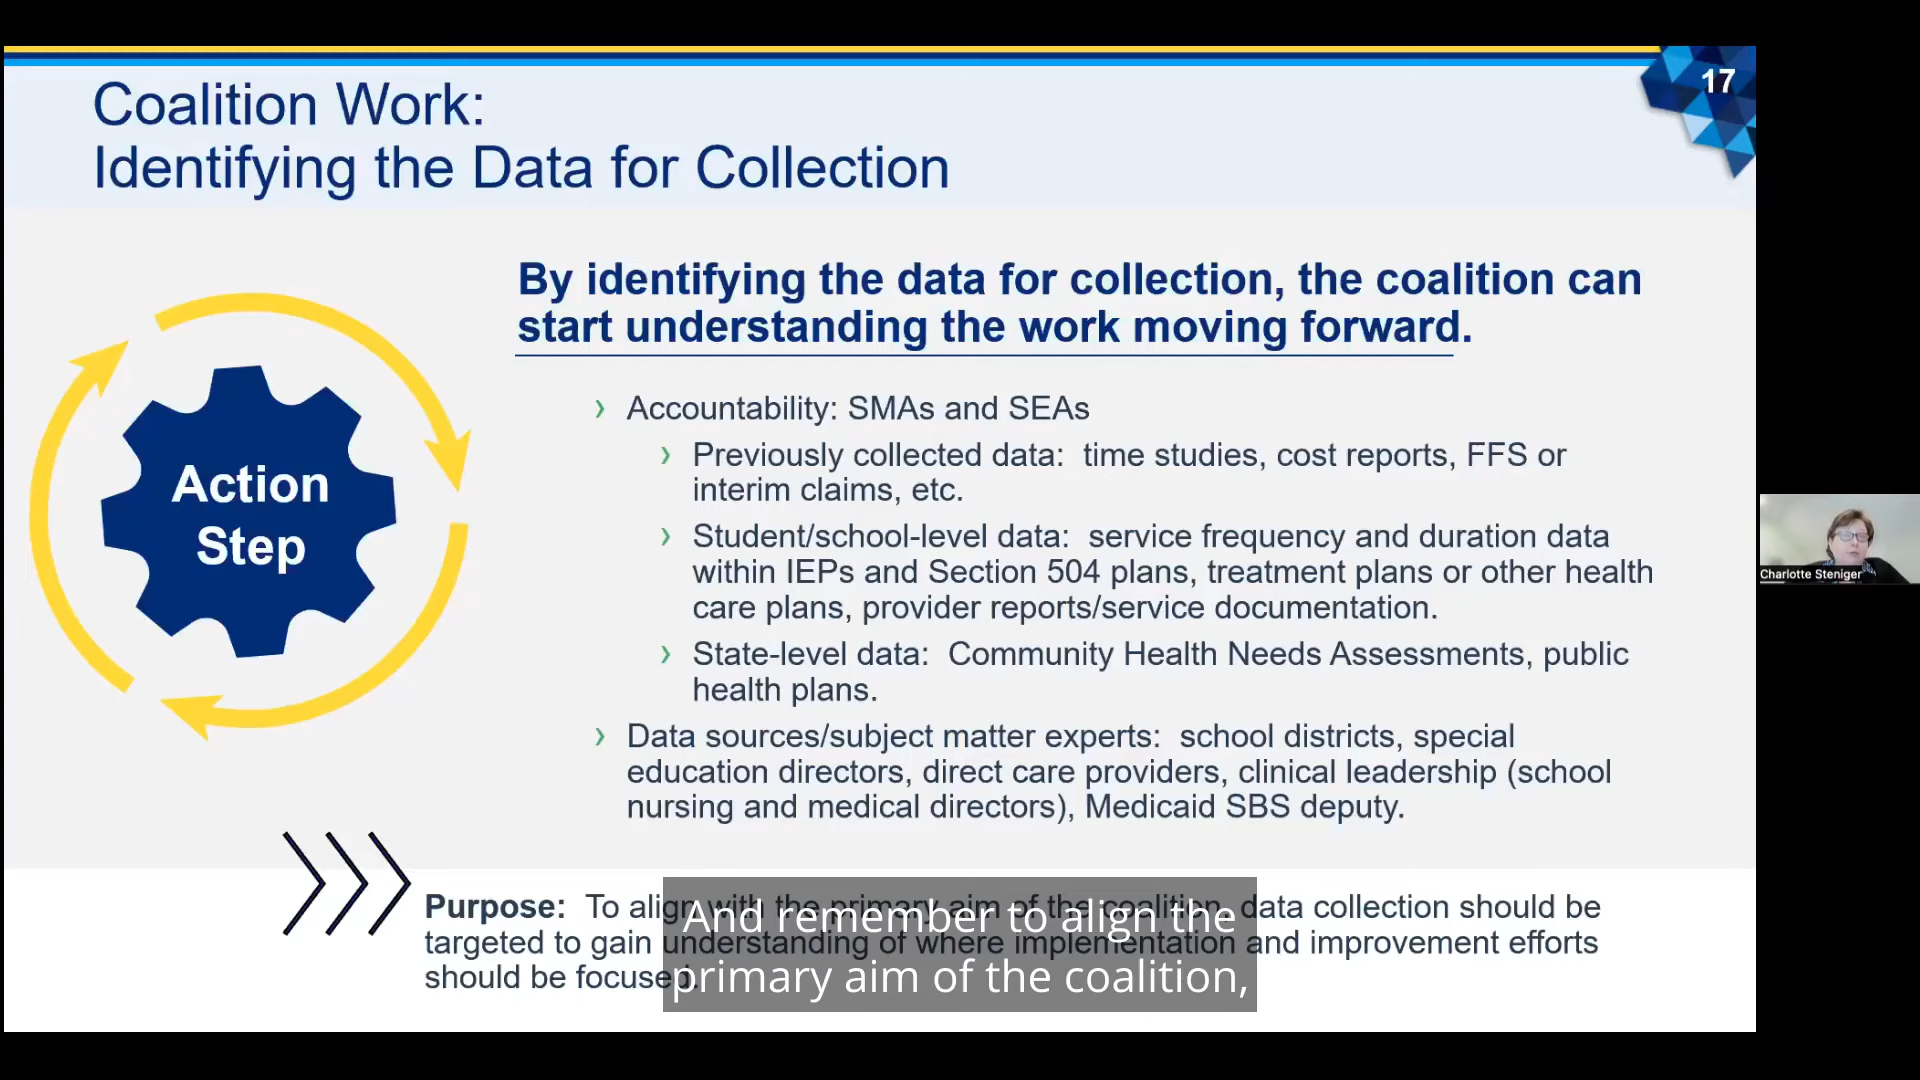 17
Coalition Work:
Identifying the Data for Collection
By identifying the data for collection, the coalition can
start understanding the work moving forward.
Action
Step
Accountability: SMAs and SEAs
Previously collected data: time studies, cost reports, FFS or
interim claims, etc.
Student/school-level data: service frequency and duration data
within IEPs and Section 504 plans, treatment plans or other health
care plans, provider reports/service documentation.
State-level data: Community Health Needs Assessments, public
health plans.
Data sources/subject matter experts: school districts, special
education directors, direct care providers, clinical leadership (school
nursing and medical directors), Medicaid SBS deputy.
Charlotte Steniger
Purpose: To align with the primary aim of the coalition, data collection should be
targeted to gain understanding of where implementation and improvement efforts
should be focused.
And remember to align the
primary aim of the coalition,